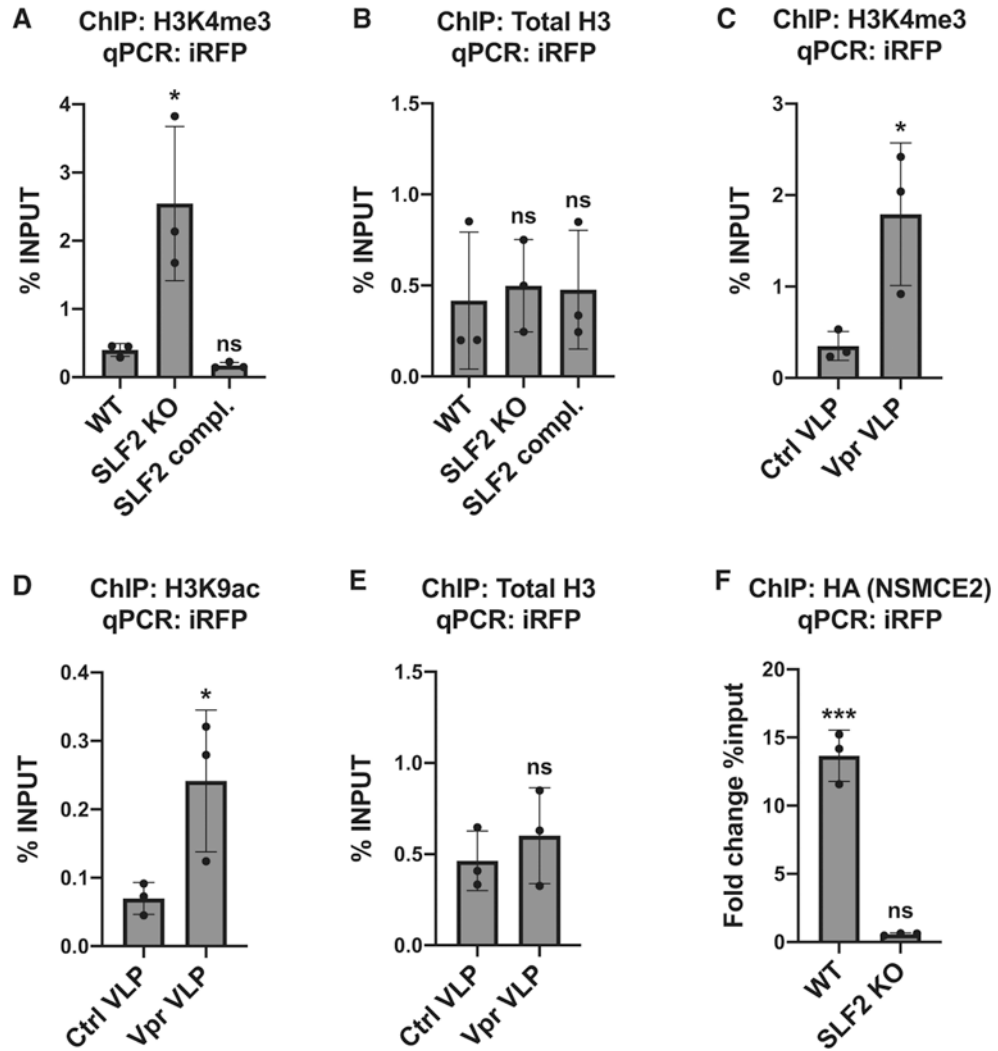 A
ChIP: H3K4me3
qPCR: iRFP
% INPUT
4
3
2
1
0
*
ns
WT
SLF2 KO
SLF2 compl.
B
ChIP: Total H3
qPCR: iRFP
% INPUT
1.5
1.0
0.5
0.0
ns
ns
WT
SLF2 KO
SLF2 compl.
C
ChIP: H3K4me3
qPCR: iRFP
% INPUT
3
2
1
0
*
Ctrl VLP
Vpr VLP
D
ChIP: H3K9ac
qPCR: iRFP
% INPUT
0.4
0.3
0.2
0.1
0.0
*
Ctrl VLP
Vpr VLP
E
ChIP: Total H3
qPCR: iRFP
% INPUT
1.5
1.0
0.5
0.0
ns
Ctrl VLP
Vpr VLP
F
ChIP: HA (NSMCE2)
qPCR: iRFP
Fold change %input
20
15
10
5
0
***
ns
WT
SLF2 KO